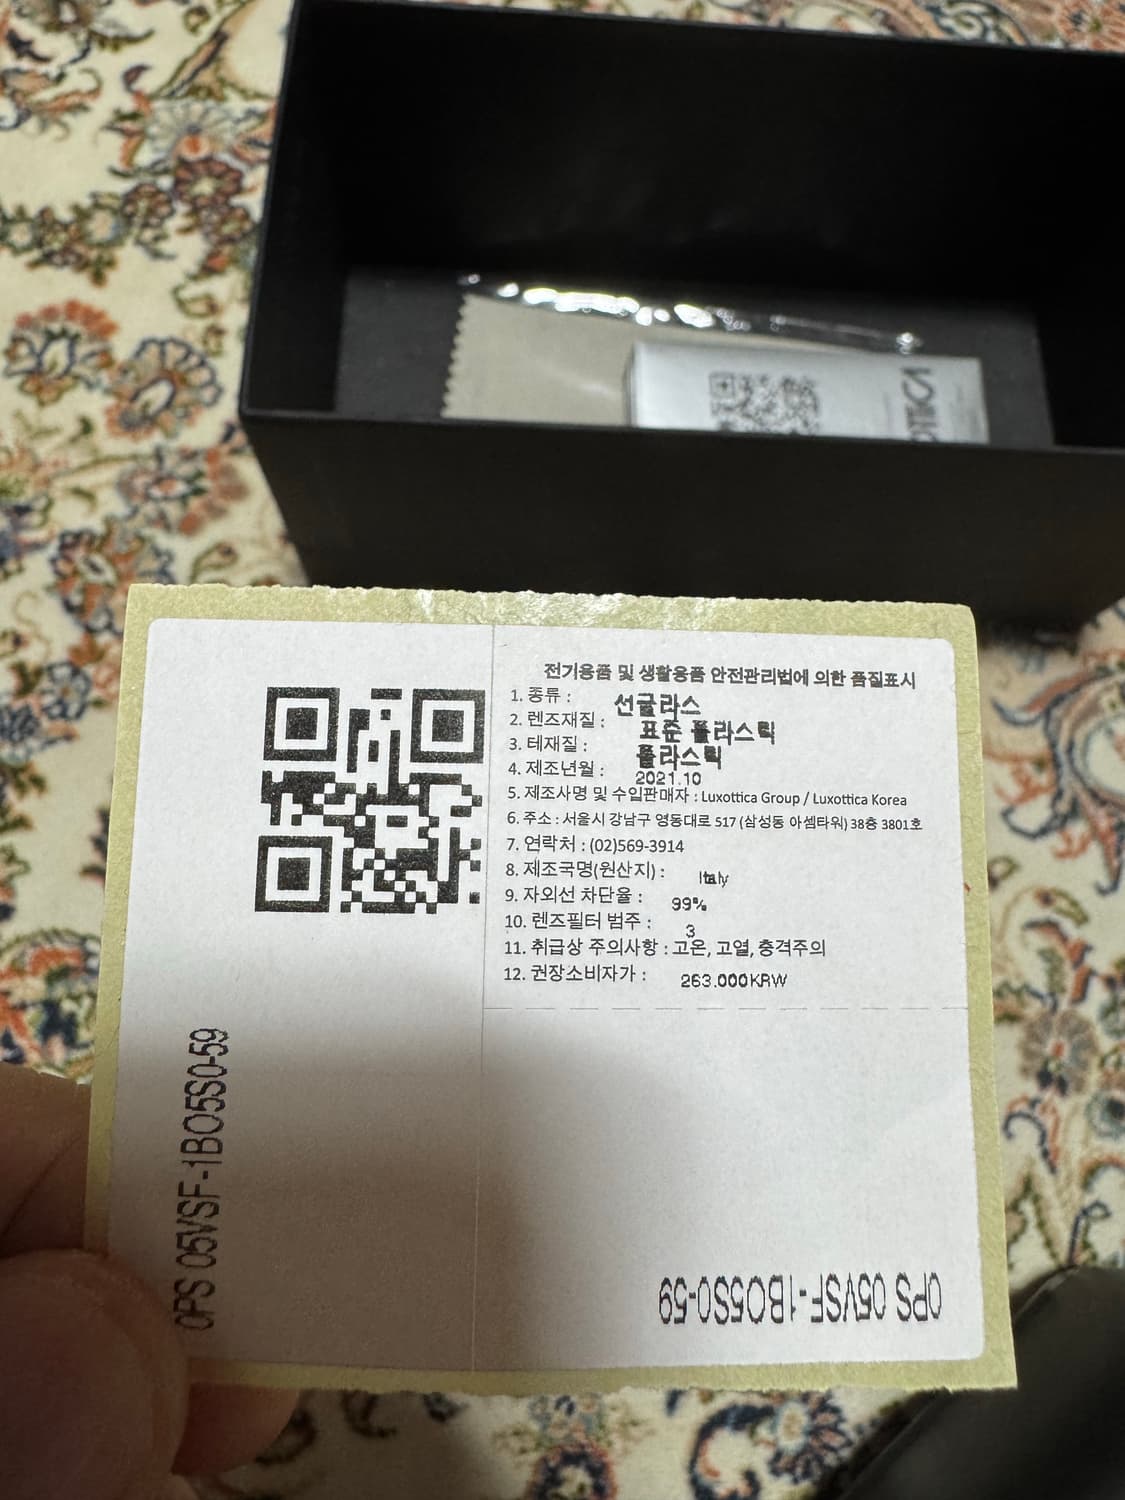 OTTICA
전기용품 및 생활용품 안전관리법에 의한 품질표시
1. 종류 : 선글라스
2. 렌즈재질 : 표준 플라스틱
3. 테재질 : 플라스틱
4. 제조년월 : 2021.10
5. 제조사명 및 수입판매자 : Luxottica Group / Luxottica Korea
6. 주소 : 서울시 강남구 영동대로 517 (삼성동 아셈타워) 38층 3801호
7. 연락처 : (02)569-3914
8. 제조국명(원산지) : Italy
9. 자외선 차단율 : 99%
10. 렌즈필터 범주 : 3
11. 취급상 주의사항 : 고온, 고열, 충격주의
12. 권장소비자가 : 263.000KRW
0PS 05VSF-1BO5S0-59
0PS 05VSF-1BO5S0-59